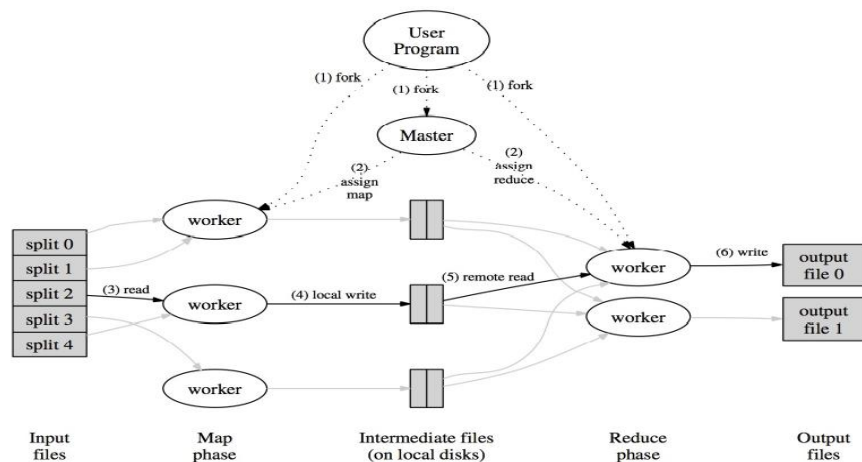 User
Program
(1) fork
(1) fork
(1) fork
Master
(2)
assign
map
(2)
assign
reduce
worker
split 0
split 1
split 2
split 3
split 4
(3) read
worker
(4) local write
(5) remote read
worker
(6) write
output
file 0
worker
output
file 1
worker
Input
files
Map
phase
Intermediate files
(on local disks)
Reduce
phase
Output
files